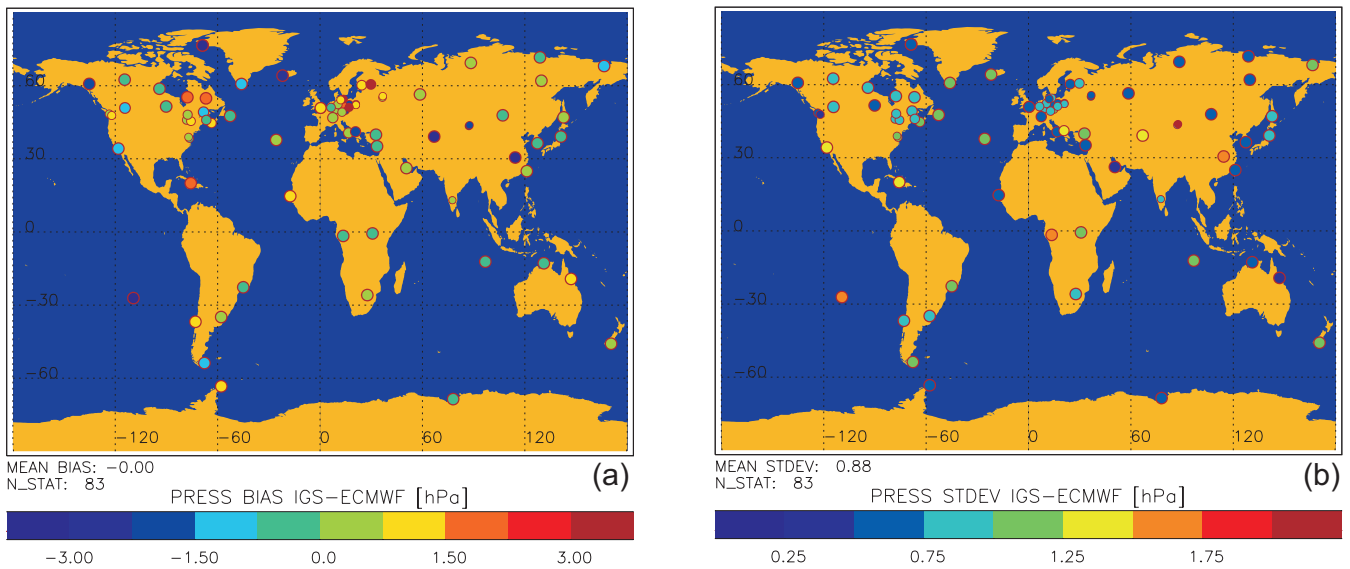 60
30
0
−30
−60
−120 −60 0 60 120
MEAN BIAS: −0.00
N_STAT: 83
(a)
PRESS BIAS IGS−ECMWF [hPa]
−3.00 −1.50 0.0 1.50 3.00
60
30
0
−30
−60
−120 −60 0 60 120
MEAN STDEV: 0.88
N_STAT: 83
(b)
PRESS STDEV IGS−ECMWF [hPa]
0.25 0.75 1.25 1.75